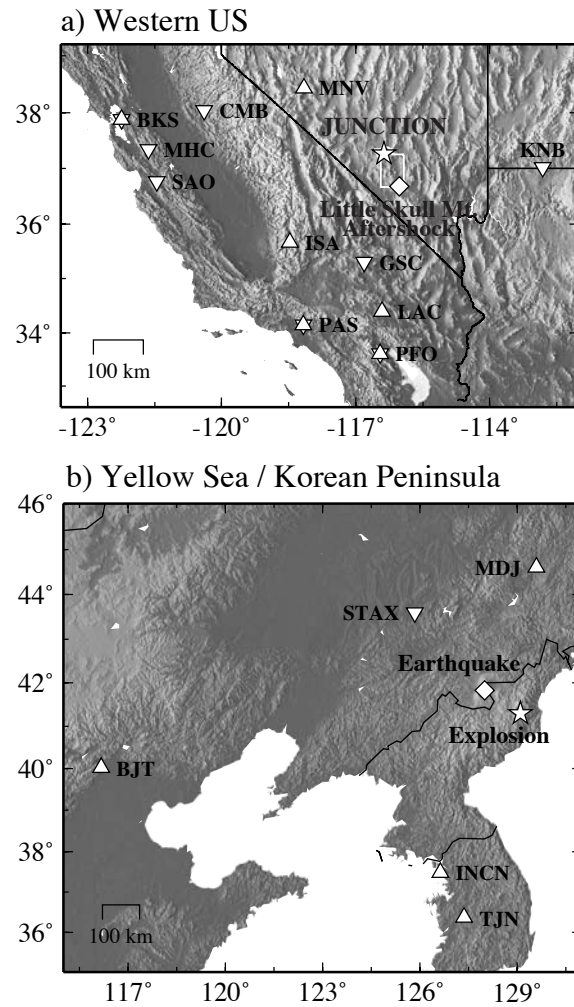 a) Western US
38°
36°
34°
MNV
CMB
BKS
JUNCTION
MHC
KNB
SAO
Little Skull Mt
Aftershock
ISA
GSC
LAC
PAS
PFO
100 km
-123° -120° -117° -114°
b) Yellow Sea / Korean Peninsula
46°
44°
42°
40°
38°
36°
MDJ
STAX
Earthquake
Explosion
BJT
INCN
TJN
100 km
117° 120° 123° 126° 129°